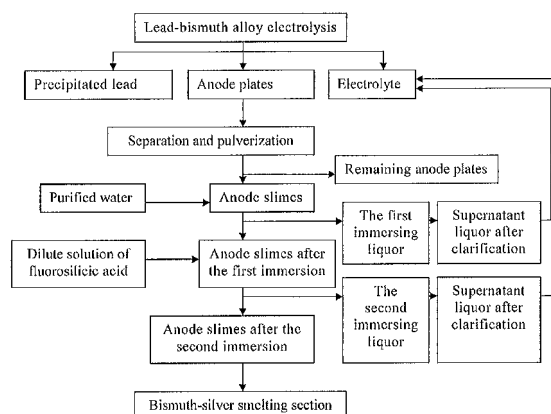 Lead-bismuth alloy electrolysis
Precipitated lead
Anode plates
Electrolyte
Separation and pulverization
Remaining anode plates
Purified water
Anode slimes
The first
immersing
liquor
Supernatant
liquor after
clarification
Dilute solution of
fluorosilicic acid
Anode slimes after
the first immersion
The
second
immersing
liquor
Supernatant
liquor after
clarification
Anode slimes after the
second immersion
Bismuth-silver smelting section